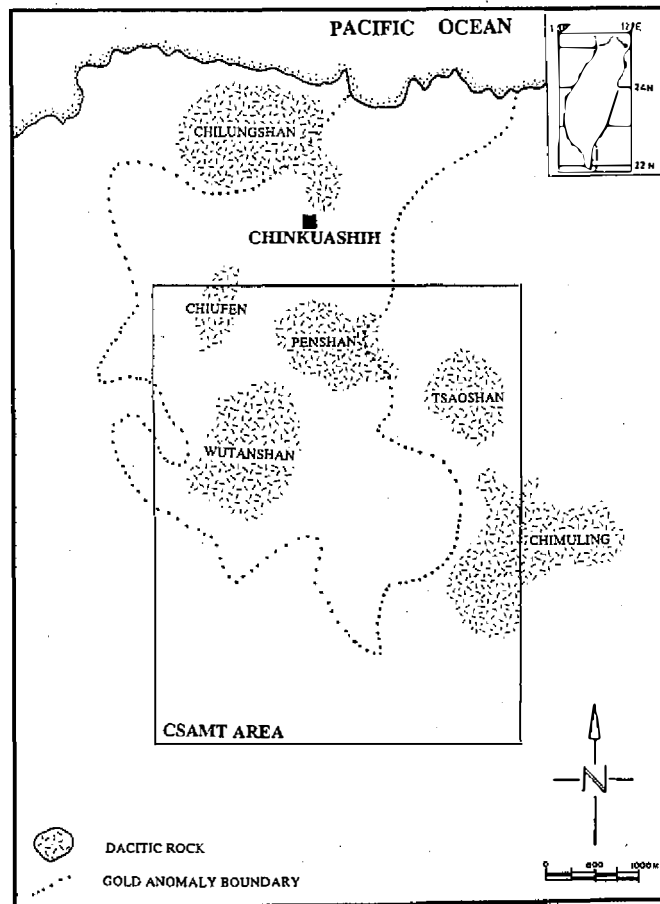 PACIFIC OCEAN
24 N
22 N
CHILUNGSHAN
CHINKUASHIH
CHIUFEN
PENSHAN
TSAOSHAN
WUTANSHAN
CHIMULING
CSAMT AREA
N
DACITIC ROCK
GOLD ANOMALY BOUNDARY
0 1000M